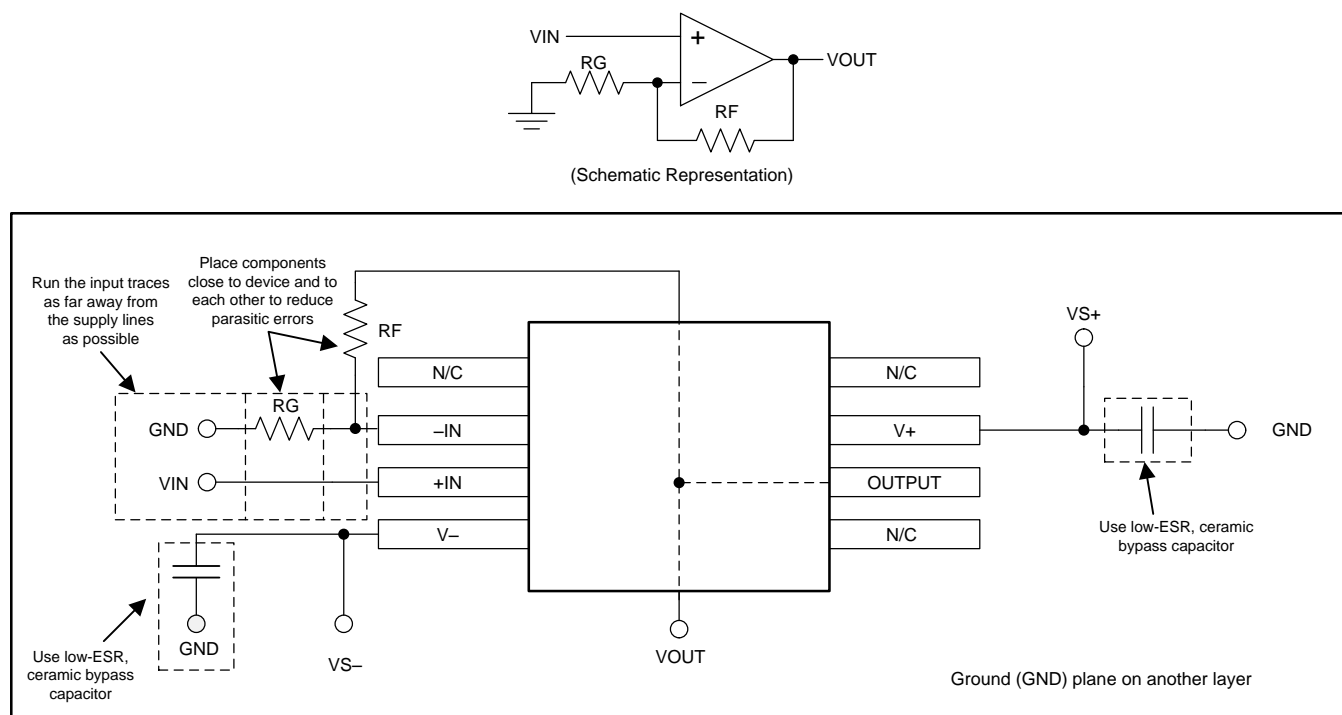 VIN
+
RG
–
VOUT
RF
(Schematic Representation)
Run the input traces
as far away from
the supply lines
as possible
Place components
close to device and to
each other to reduce
parasitic errors
RF
VS+
N/C
N/C
RG
GND
–IN
V+
GND
VIN
+IN
OUTPUT
V–
N/C
Use low-ESR, ceramic
bypass capacitor
GND
Use low-ESR,
ceramic bypass
capacitor
VS–
VOUT
Ground (GND) plane on another layer